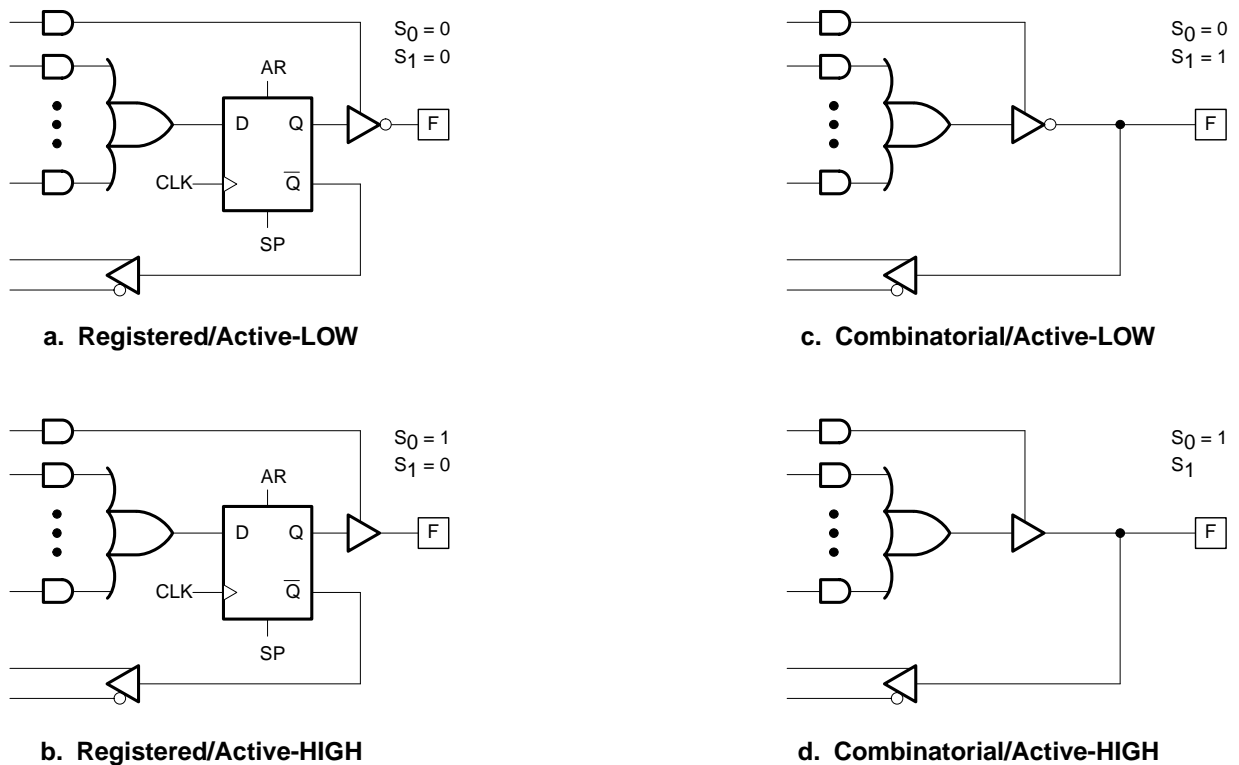 S0 = 0
S1 = 0
AR
D Q
F
CLK
Q̅
SP
a. Registered/Active-LOW
S0 = 0
S1 = 1
F
c. Combinatorial/Active-LOW
S0 = 1
S1 = 0
AR
D Q
F
CLK
Q̅
SP
b. Registered/Active-HIGH
S0 = 1
S1
F
d. Combinatorial/Active-HIGH